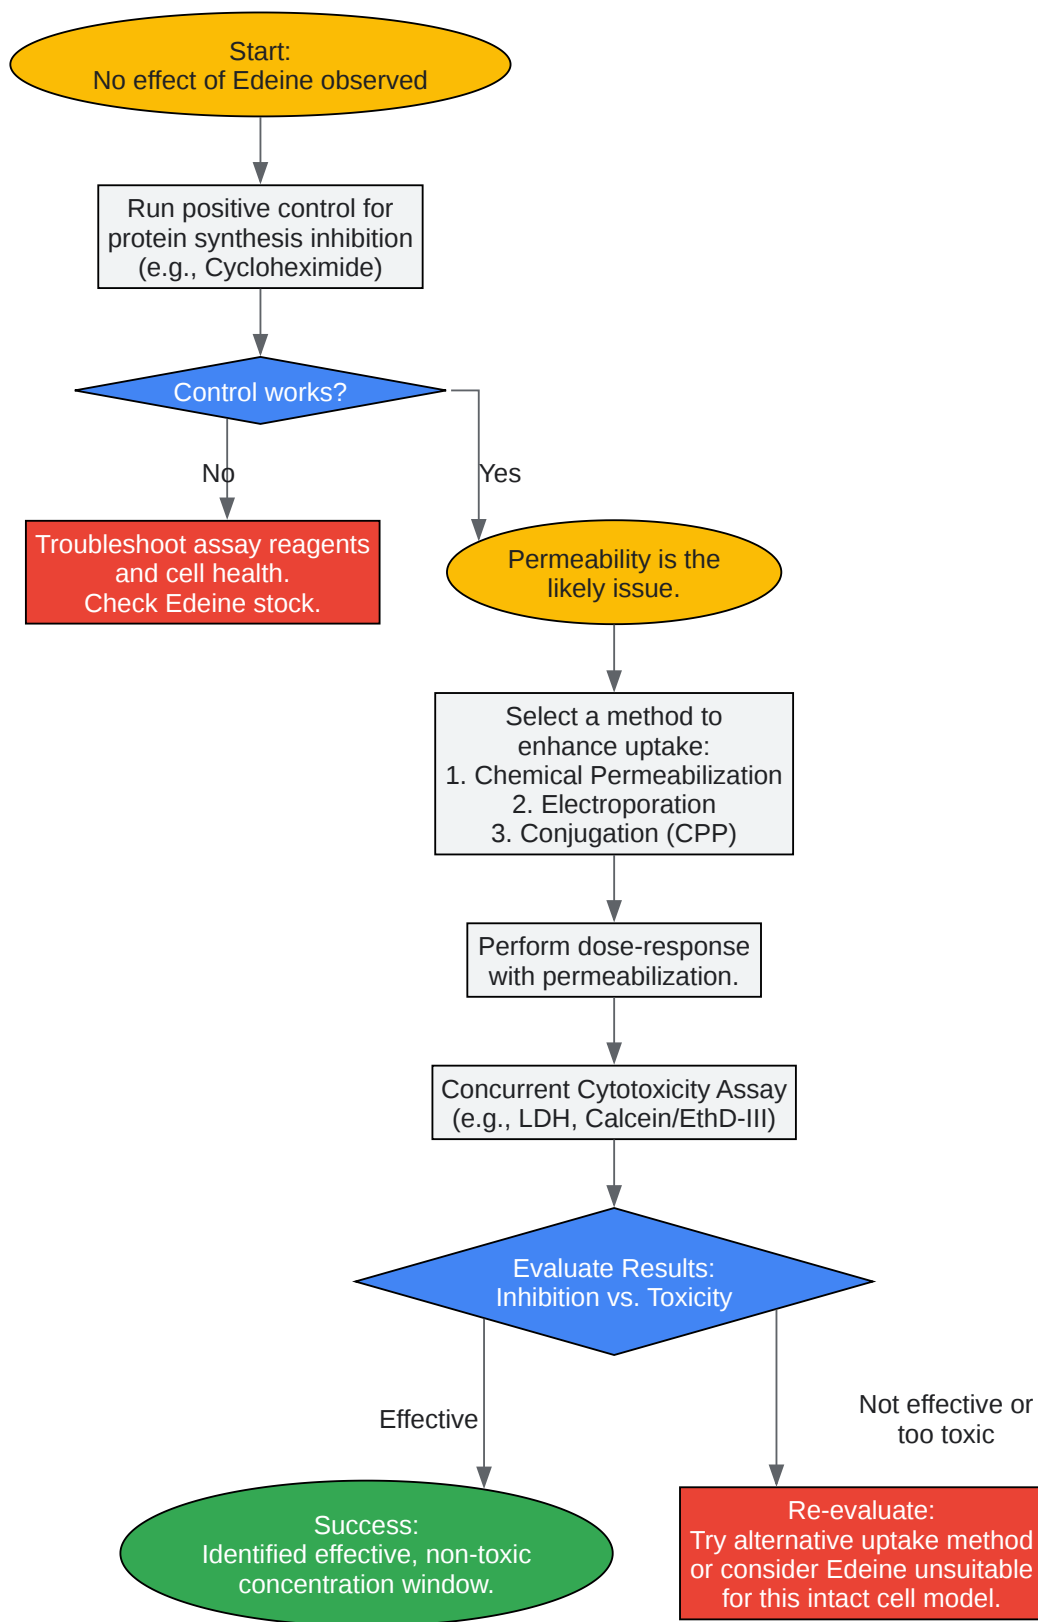 Start:
No effect of Edeine observed
Run positive control for
protein synthesis inhibition
(e.g., Cycloheximide)
Control works?
No
Yes
Troubleshoot assay reagents
and cell health.
Check Edeine stock.
Permeability is the
likely issue.
Select a method to
enhance uptake:
1. Chemical Permeabilization
2. Electroporation
3. Conjugation (CPP)
Perform dose-response
with permeabilization.
Concurrent Cytotoxicity Assay
(e.g., LDH, Calcein/EthD-III)
Evaluate Results:
Inhibition vs. Toxicity
Effective
Not effective or
too toxic
Success:
Identified effective, non-toxic
concentration window.
Re-evaluate:
Try alternative uptake method
or consider Edeine unsuitable
for this intact cell model.